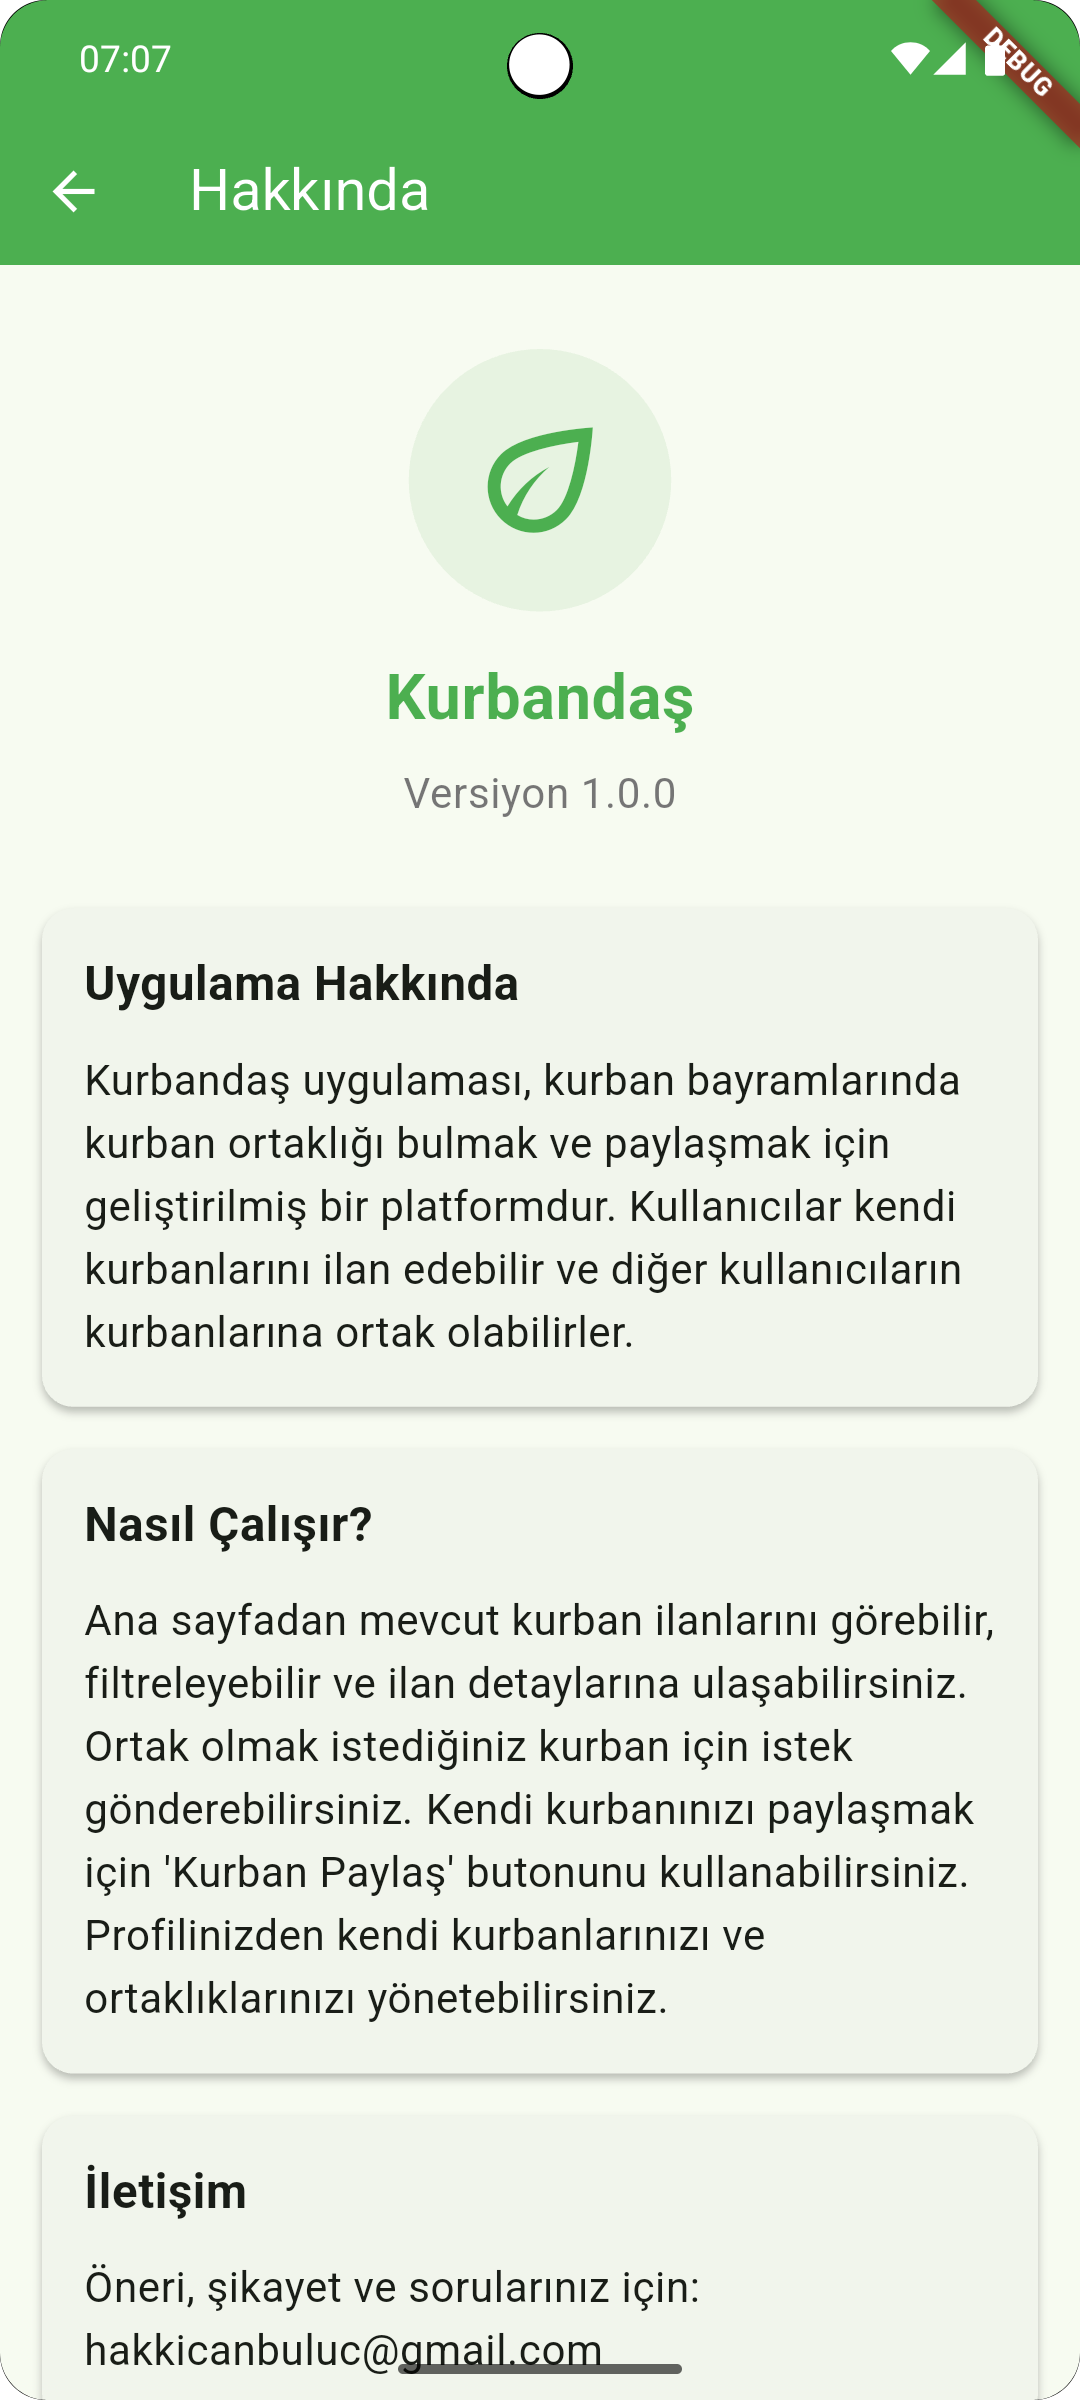 07:07
DEBUG
Hakkında
Kurbandaş
Versiyon 1.0.0
Uygulama Hakkında
Kurbandaş uygulaması, kurban bayramlarında
kurban ortaklığı bulmak ve paylaşmak için
geliştirilmiş bir platformdur. Kullanıcılar kendi
kurbanlarını ilan edebilir ve diğer kullanıcıların
kurbanlarına ortak olabilirler.
Nasıl Çalışır?
Ana sayfadan mevcut kurban ilanlarını görebilir,
filtreleyebilir ve ilan detaylarına ulaşabilirsiniz.
Ortak olmak istediğiniz kurban için istek
gönderebilirsiniz. Kendi kurbanınızı paylaşmak
için 'Kurban Paylaş' butonunu kullanabilirsiniz.
Profilinizden kendi kurbanlarınızı ve
ortaklıklarınızı yönetebilirsiniz.
İletişim
Öneri, şikayet ve sorularınız için:
hakkicanbuluc@gmail.com